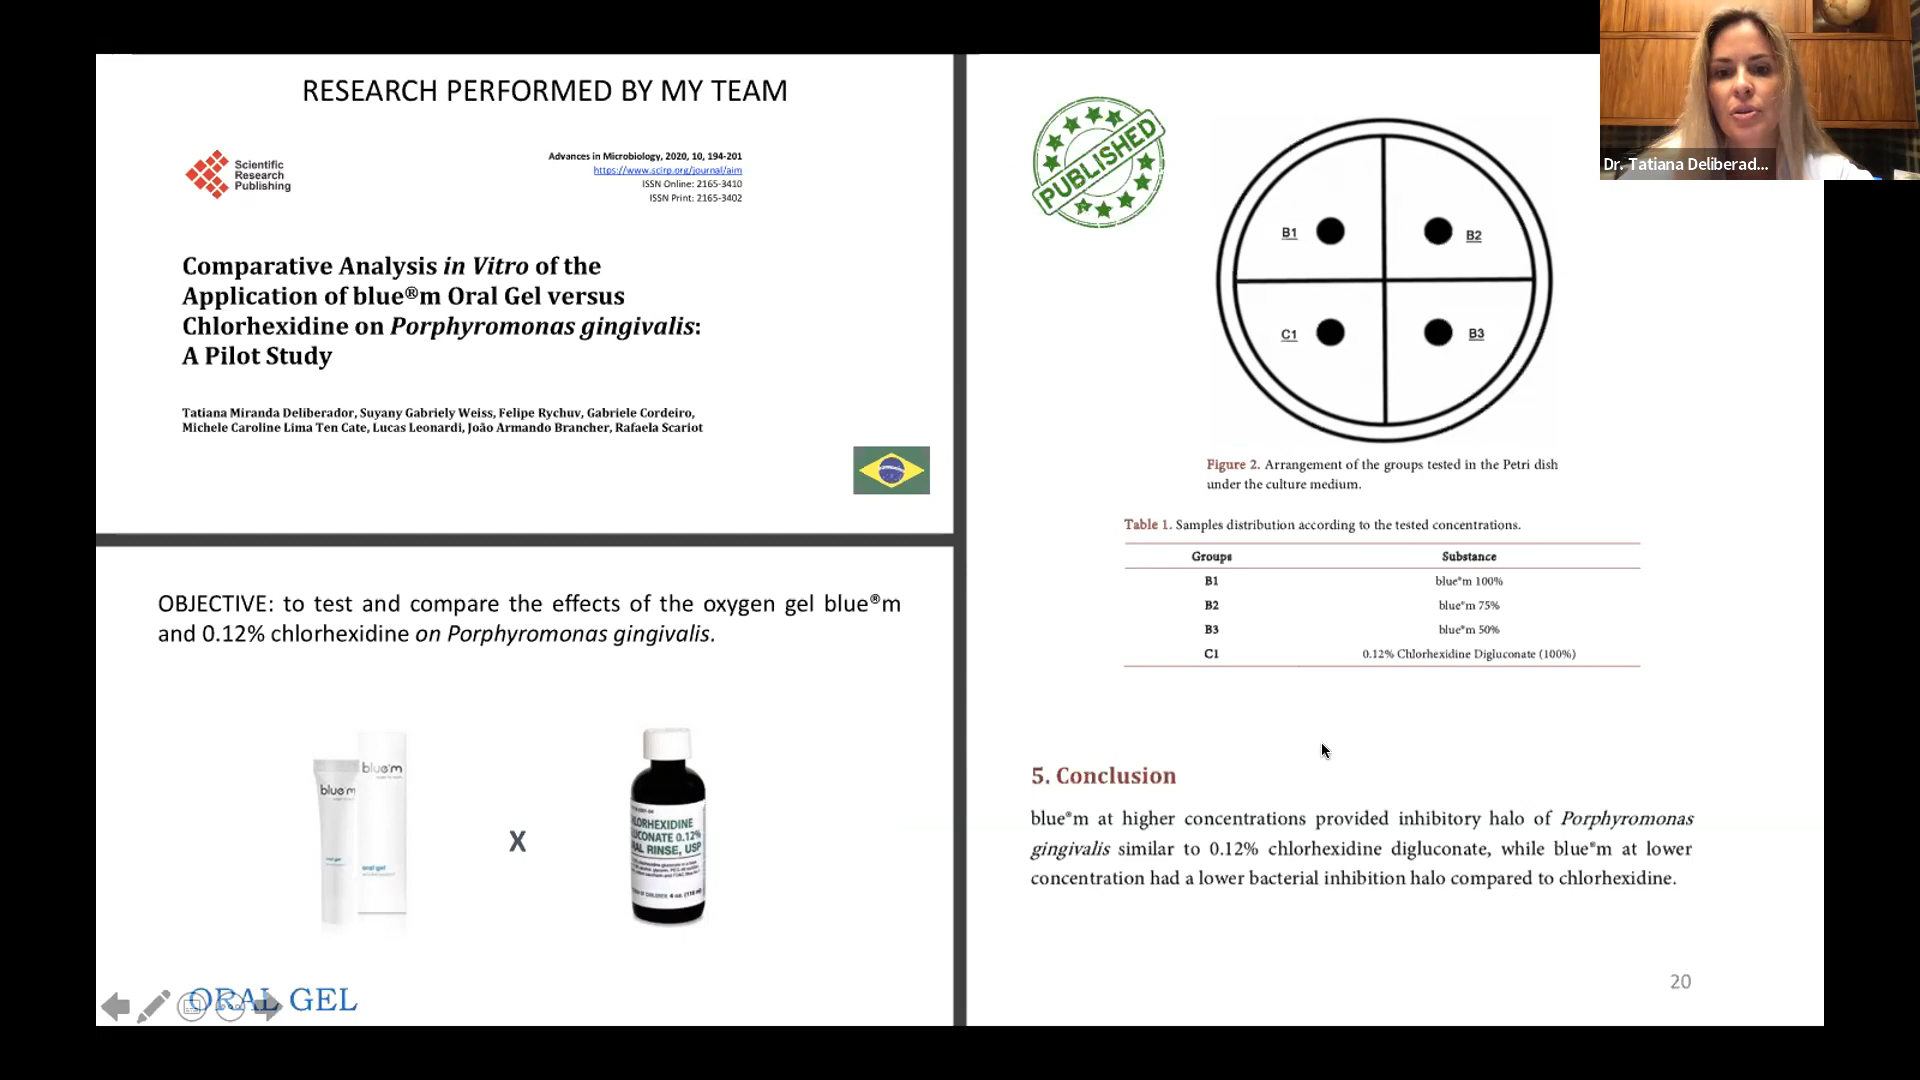 RESEARCH PERFORMED BY MY TEAM
Scientific
Research
Publishing
Advances in Microbiology, 2020, 10, 194-201
https://www.scirp.org/journal/aim
ISSN Online: 2165-3410
ISSN Print: 2165-3402
Comparative Analysis in Vitro of the
Application of blue®m Oral Gel versus
Chlorhexidine on Porphyromonas gingivalis:
A Pilot Study
Tatiana Miranda Deliberador, Suyany Gabriely Weiss, Felipe Rychuv, Gabriele Cordeiro,
Michele Caroline Lima Ten Cate, Lucas Leonardi, João Armando Brancher, Rafaela Scariot
OBJECTIVE: to test and compare the effects of the oxygen gel blue®m
and 0.12% chlorhexidine on Porphyromonas gingivalis.
blue®m
blue®m
oral gel
oral gel
X
LORHEXIDINE
UCONATE 0.12%
AL RINSE, USP
ORAL GEL
PUBLISHED
B1
B2
C1
B3
Figure 2. Arrangement of the groups tested in the Petri dish
under the culture medium.
Table 1. Samples distribution according to the tested concentrations.
Groups Substance
B1 blue®m 100%
B2 blue®m 75%
B3 blue®m 50%
C1 0.12% Chlorhexidine Digluconate (100%)
5. Conclusion
blue®m at higher concentrations provided inhibitory halo of Porphyromonas
gingivalis similar to 0.12% chlorhexidine digluconate, while blue®m at lower
concentration had a lower bacterial inhibition halo compared to chlorhexidine.
20
Dr. Tatiana Deliberad...